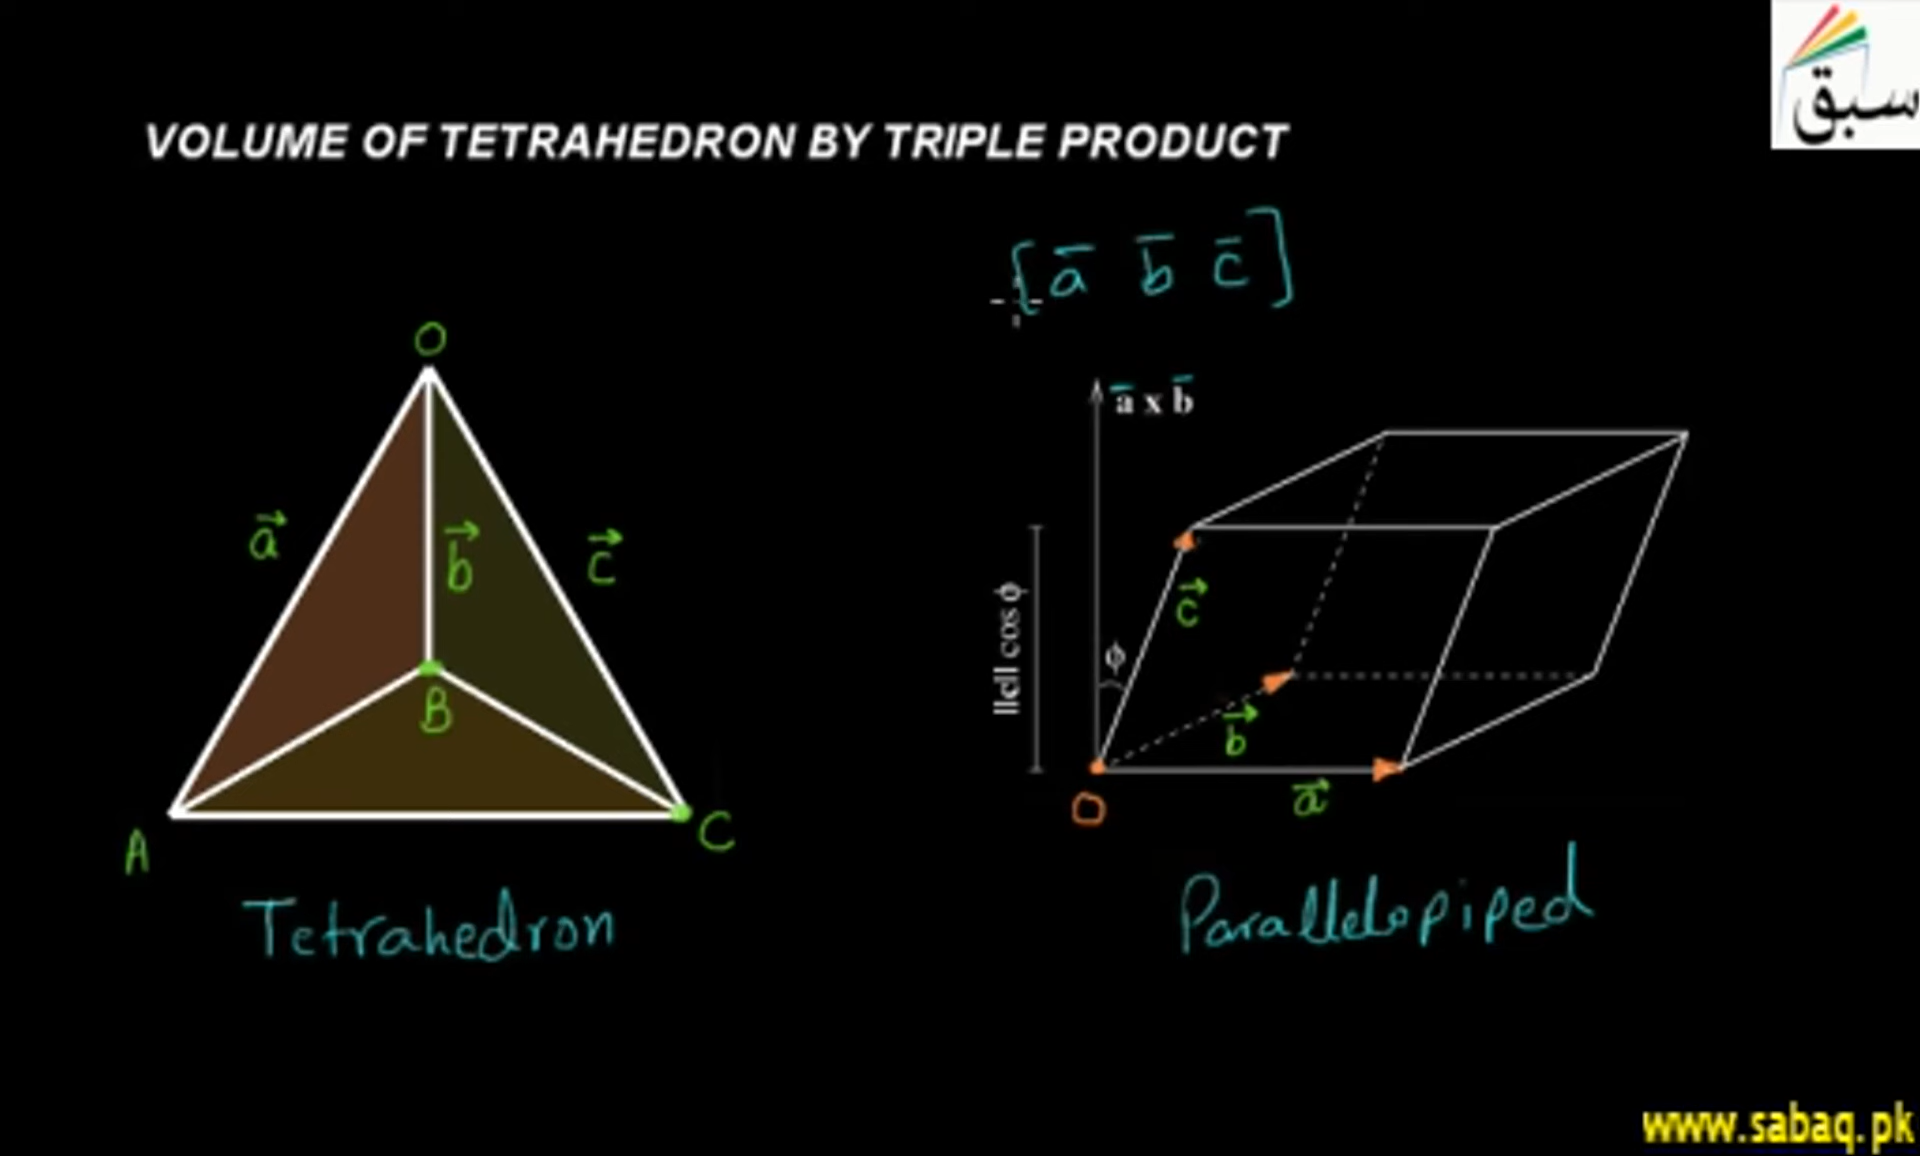 سبق
VOLUME OF TETRAHEDRON BY TRIPLE PRODUCT
[a̅ b̅ c̅]
O
a⃗
b⃗
c⃗
B
A
C
Tetrahedron
a̅ x b̅
||c|| cos ϕ
ϕ
c⃗
b⃗
a⃗
O
Parallelopiped
www.sabaq.pk